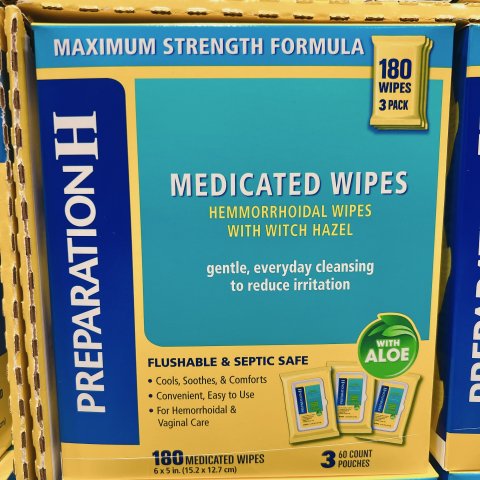 MAXIMUM STRENGTH FORMULA
180
WIPES
3 PACK
PREPARATION H
MEDICATED WIPES
HEMMORRHOIDAL WIPES
WITH WITCH HAZEL
gentle, everyday cleansing
to reduce irritation
WITH
ALOE
FLUSHABLE & SEPTIC SAFE
• Cools, Soothes, & Comforts
• Convenient, Easy to Use
• For Hemorrhoidal &
Vaginal Care
180 MEDICATED WIPES
6 x 5 in. (15.2 x 12.7 cm)
3 60 COUNT
POUCHES